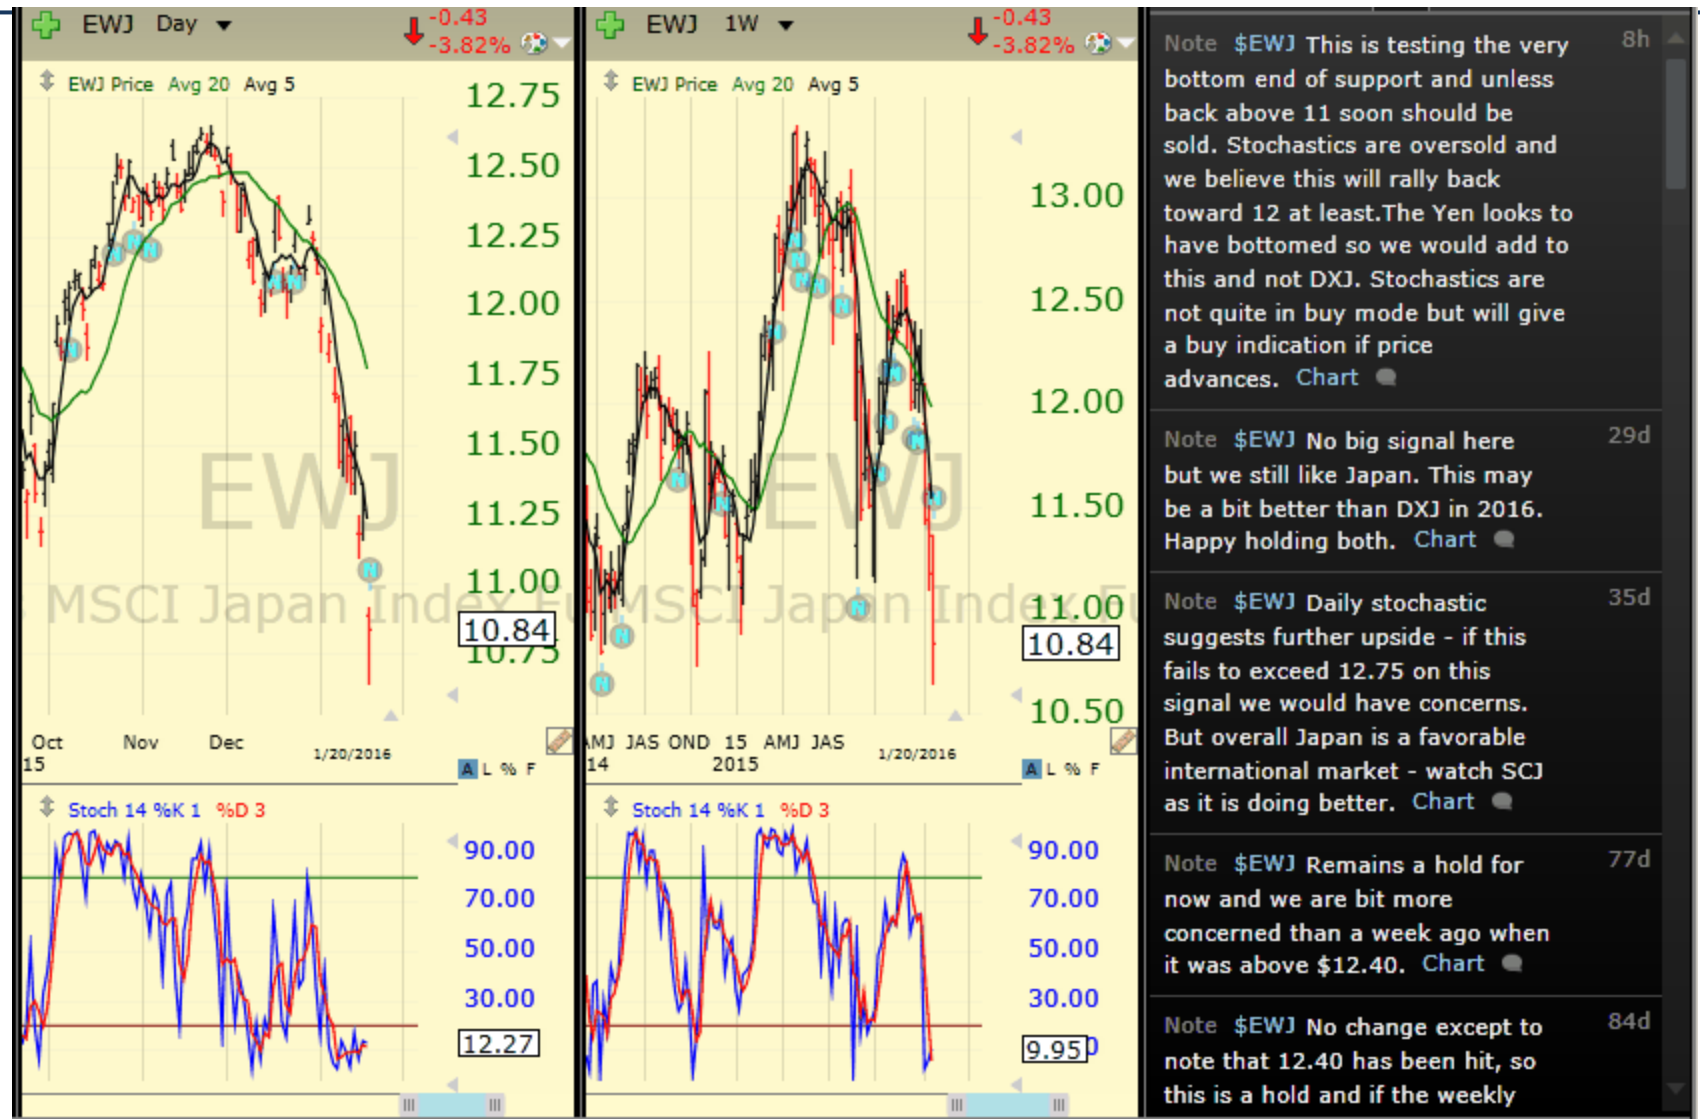 EWJ Day
-0.43
-3.82%
EWJ Price Avg 20 Avg 5
12.75
12.50
12.25
12.00
11.75
11.50
11.25
11.00
10.84
10.75
EWJ
MSCI Japan Index Fu
Oct Nov Dec 1/20/2016
15
A L % F
Stoch 14 %K 1 %D 3
90.00
70.00
50.00
30.00
12.27
EWJ 1W
-0.43
-3.82%
EWJ Price Avg 20 Avg 5
13.00
12.50
12.00
11.50
11.00
10.84
10.50
EWJ
MSCI Japan Index Fu
AMJ JAS OND 15 AMJ JAS 1/20/2016
14 2015
A L % F
Stoch 14 %K 1 %D 3
90.00
70.00
50.00
30.00
9.95
Note $EWJ This is testing the very 8h
bottom end of support and unless
back above 11 soon should be
sold. Stochastics are oversold and
we believe this will rally back
toward 12 at least.The Yen looks to
have bottomed so we would add to
this and not DXJ. Stochastics are
not quite in buy mode but will give
a buy indication if price
advances. Chart
Note $EWJ No big signal here 29d
but we still like Japan. This may
be a bit better than DXJ in 2016.
Happy holding both. Chart
Note $EWJ Daily stochastic 35d
suggests further upside - if this
fails to exceed 12.75 on this
signal we would have concerns.
But overall Japan is a favorable
international market - watch SCJ
as it is doing better. Chart
Note $EWJ Remains a hold for 77d
now and we are bit more
concerned than a week ago when
it was above $12.40. Chart
Note $EWJ No change except to 84d
note that 12.40 has been hit, so
this is a hold and if the weekly